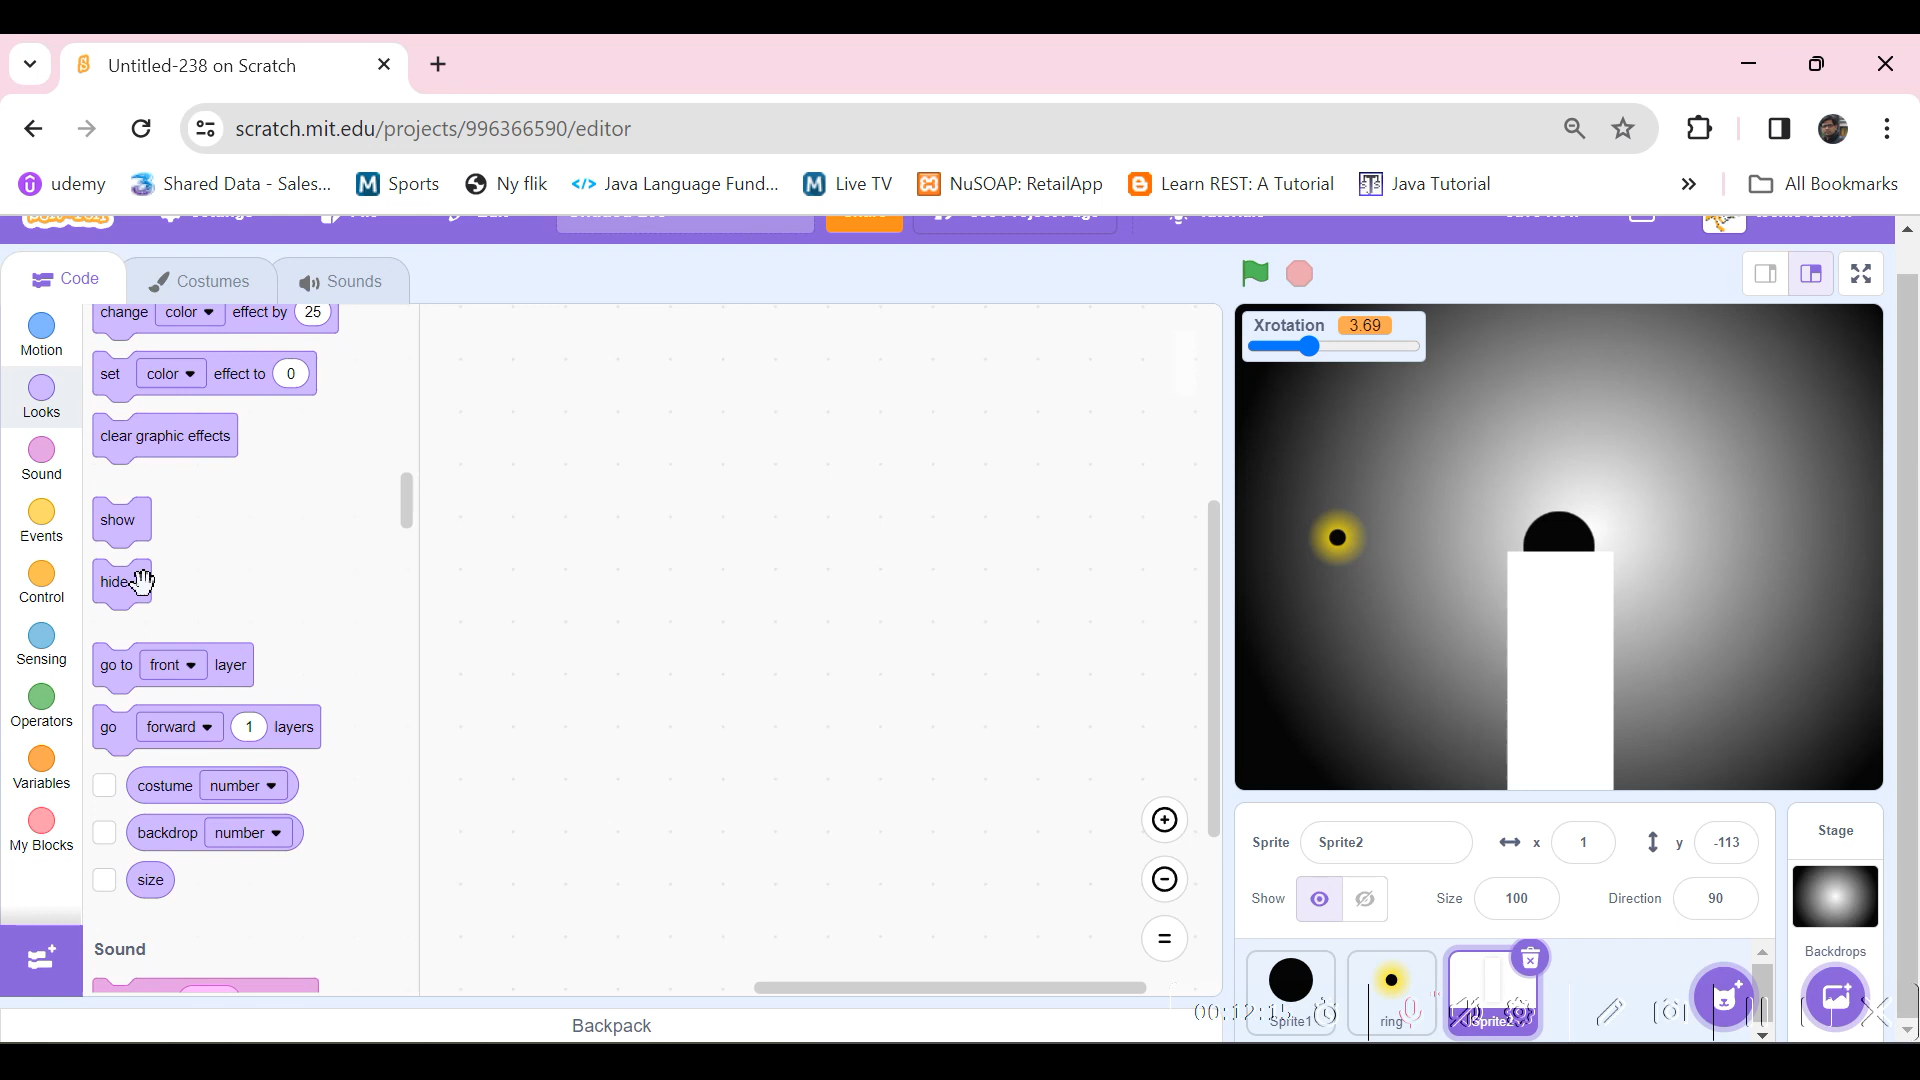 Untitled-238 on Scratch
scratch.mit.edu/projects/996366590/editor
udemy Shared Data - Sales... Sports Ny flik Java Language Fund... Live TV NuSOAP: RetailApp Learn REST: A Tutorial Java Tutorial » All Bookmarks
Code Costumes Sounds
Motion
Looks
Sound
Events
Control
Sensing
Operators
Variables
My Blocks
change color effect by 25
set color effect to 0
clear graphic effects
show
hide
go to front layer
go forward 1 layers
costume number
backdrop number
size
Sound
Backpack
Xrotation 3.69
Sprite Sprite2 x 1 y -113
Show Size 100 Direction 90
Stage
Backdrops
Sprite1 ring Sprite2